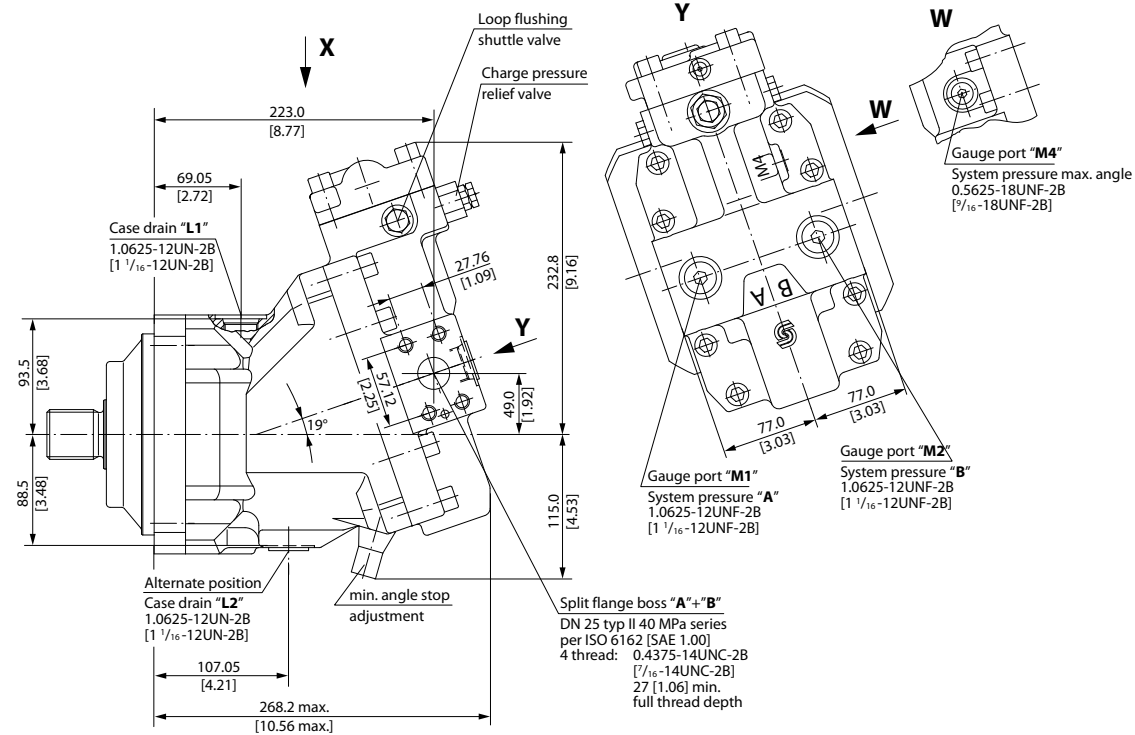 X
Loop flushing
shuttle valve
Charge pressure
relief valve
223.0
[8.77]
69.05
[2.72]
Case drain "L1"
1.0625-12UN-2B
[1 1/16-12UN-2B]
27.76
[1.09]
232.8
[9.16]
Y
93.5
[3.68]
57.12
[2.25]
49.0
[1.92]
19°
88.5
[3.48]
115.0
[4.53]
Alternate position
Case drain "L2"
1.0625-12UN-2B
[1 1/16-12UN-2B]
min. angle stop
adjustment
107.05
[4.21]
268.2 max.
[10.56 max.]
Split flange boss "A"+"B"
DN 25 typ II 40 MPa series
per ISO 6162 [SAE 1.00]
4 thread: 0.4375-14UNC-2B
[7/16-14UNC-2B]
27 [1.06] min.
full thread depth
Y
W
M4
B A
77.0
[3.03]
77.0
[3.03]
Gauge port "M1"
System pressure "A"
1.0625-12UNF-2B
[1 1/16-12UNF-2B]
Gauge port "M2"
System pressure "B"
1.0625-12UNF-2B
[1 1/16-12UNF-2B]
W
Gauge port "M4"
System pressure max. angle
0.5625-18UNF-2B
[9/16-18UNF-2B]